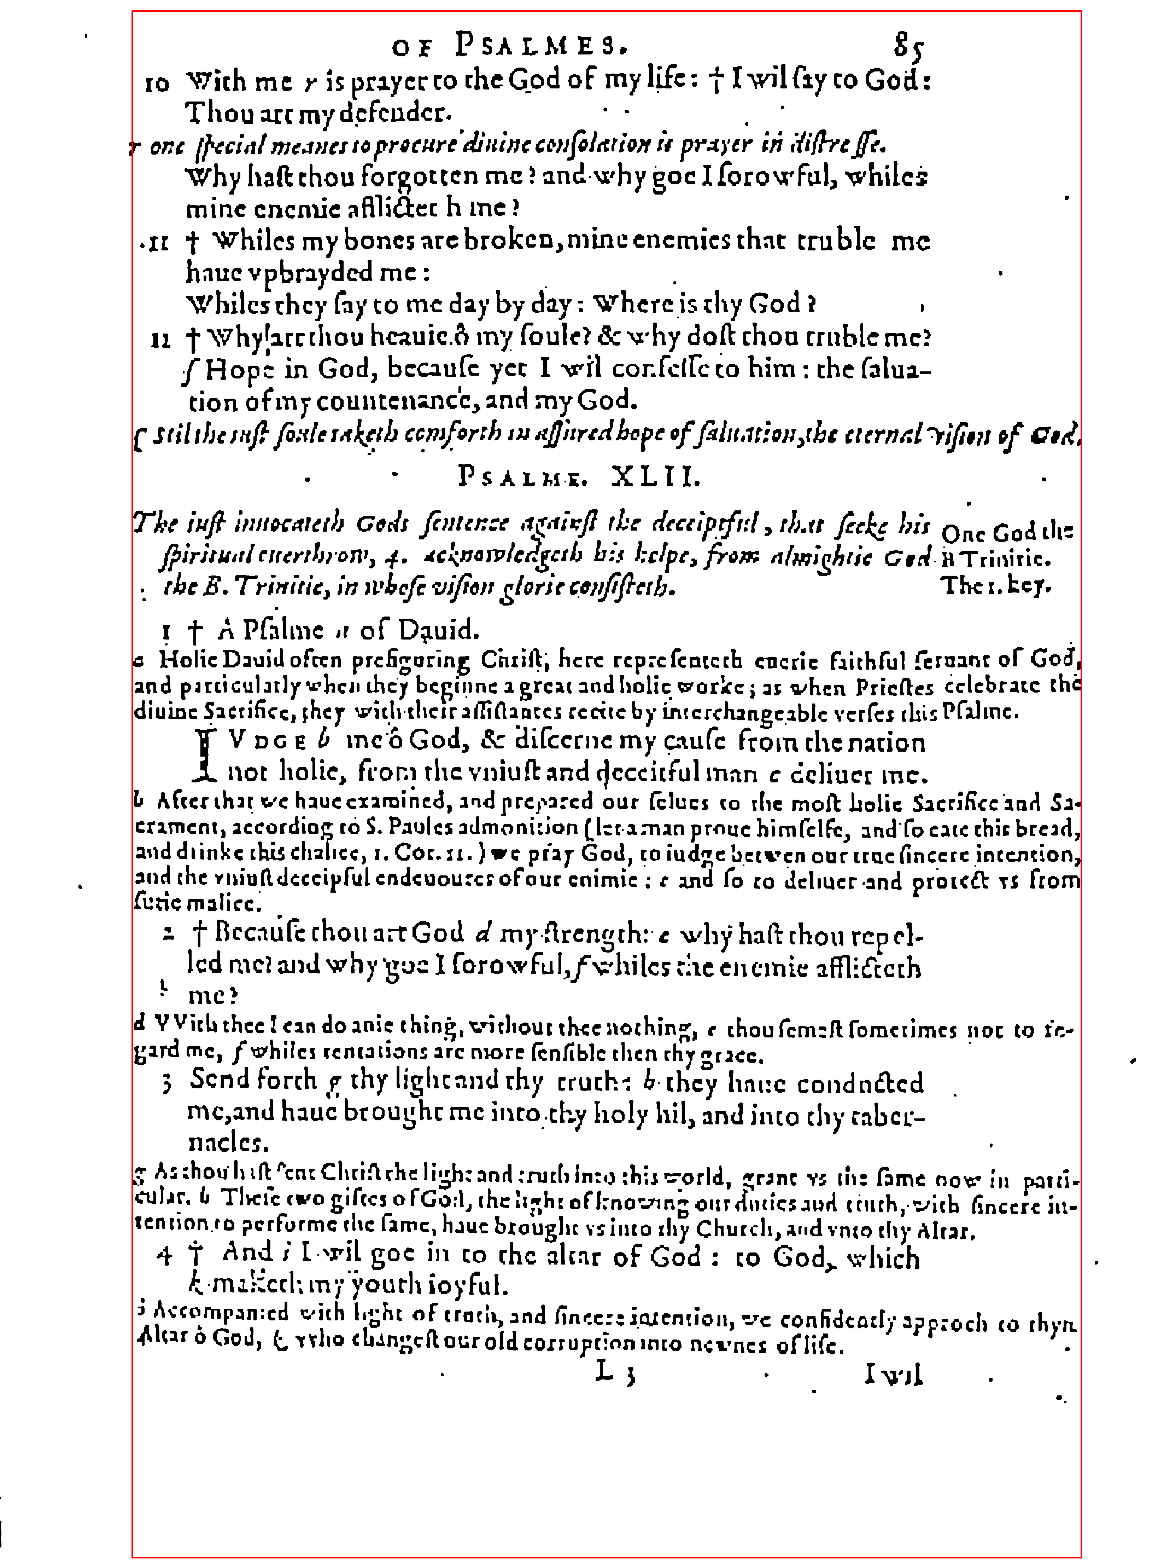 OF PSALMES. 85
10 With me r is prayer to the God of my life: † I wil ſay to God:
Thou art my defender.
r one ſpecial meanes to procure diuine conſolation is prayer in diſtreſſe.
Why haſt thou forgotten me? and why goe I ſorowful, whiles
mine enemie afflicteth me?
11 † Whiles my bones are broken, mine enemies that truble me
haue vpbrayded me:
Whiles they ſay to me day by day: Where is thy God?
12 † Why art thou heauie ô my ſoule? & why doſt thou truble me?
ſ Hope in God, becauſe yet I wil confeſſe to him: the ſalua-
tion of my countenance, and my God.
ſ Stil the iuſt ſoule taketh comforth in aſſured hope of ſaluation, the eternal viſion of God.
PSALME. XLII.
The iuſt inuocateth Gods ſentence againſt the deceiptful, that ſeeke his
ſpiritual ouerthrow, 4. acknowledgeth his helpe, from almightie God
the B. Trinitie, in whoſe viſion glorie conſiſteth.
One God the
B Trinitie.
The 1. key.
1 † A Pſalme a of Dauid.
a Holie Dauid often prefiguring Chriſt, here repreſenteth euerie faithful ſeruant of God,
and particularly when they beginne a great and holie worke; as when Prieſtes celebrate the
diuine Sacrifice, they with their aſſiſtantes recite by interchangeable verſes this Pſalme.
IVDGE b me ô God, & diſcerne my cauſe from the nation
not holie, from the vniuſt and deceitful man c deliuer me.
b After that we haue examined, and prepared our ſelues to the moſt holie Sacrifice and Sa-
crament, according to S. Paules admonition (let a man proue himſelfe, and ſo eate this bread,
and drinke this chalice, 1. Cor. 11.) we pray God, to iudge betwen our true ſincere intention,
and the vniuſt deceipful endeuoures of our enimie: c and ſo to deliuer and protect vs from
furie malice.
2 † Becauſe thou art God d my ſtrength: e why haſt thou repel-
led me? and why goe I ſorowful, f whiles the enemie afflicteth
me?
d VVith thee I can do anie thing, without thee nothing, e thou ſemeſt ſometimes not to re-
gard me, f whiles tentations are more ſenſible then thy grace.
3 Send forth g thy light and thy truth: h they haue conducted
me, and haue brought me into thy holy hil, and into thy taber-
nacles.
g As thou haſt ſent Chriſt the light and truth into this world, grant vs the ſame now in parti-
cular. h Theſe two giftes of God, the light of knowing our duties and truth, with ſincere in-
tention to performe the ſame, haue brought vs into thy Church, and vnto thy Altar.
4 † And i I wil goe in to the altar of God: to God, which
k maketh my youth ioyful.
i Accompanied with light of truth, and ſincere intention, we confidently approch to thyn
Altar ô God, k who changeſt our old corruption into newnes of life.
L 3 I wil